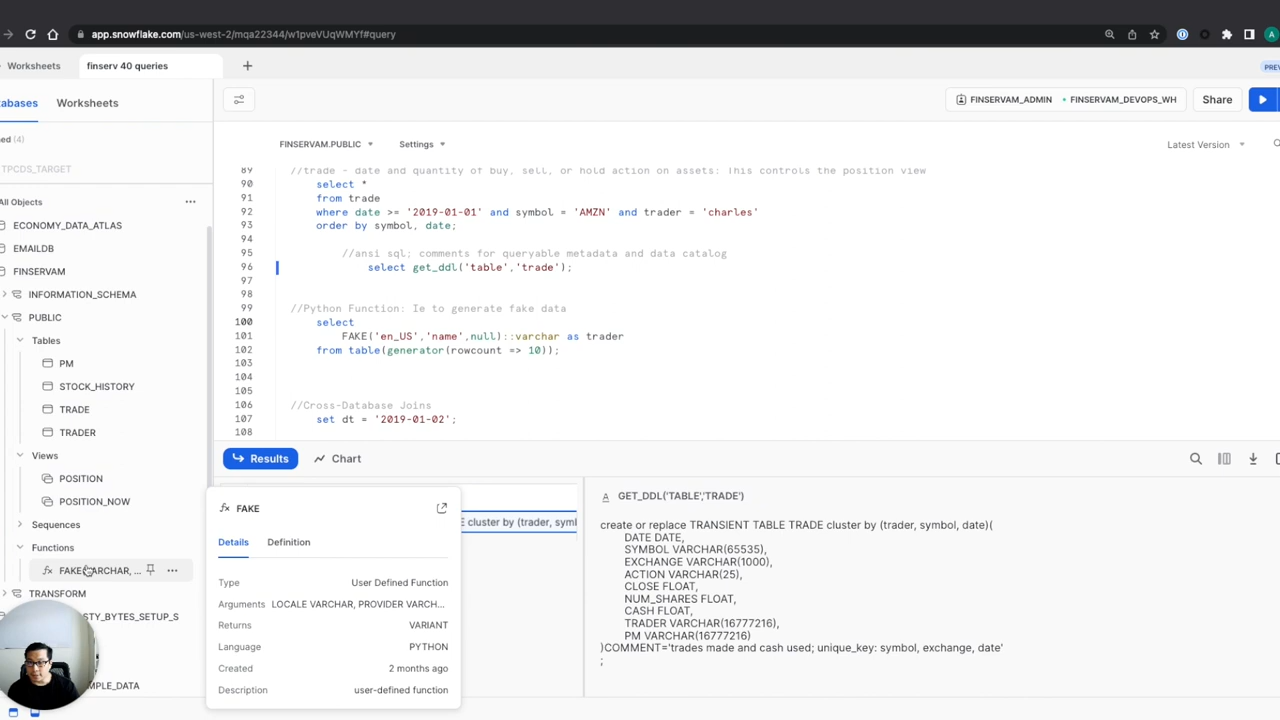 app.snowflake.com/us-west-2/mqa22344/w1pveVUqWMYf#query
A
Worksheets
finserv 40 queries
PREV
abases
Worksheets
FINSERVAM_ADMIN
FINSERVAM_DEVOPS_WH
Share
sed (4)
TPCDS_TARGET
All Objects
ECONOMY_DATA_ATLAS
EMAILDB
FINSERVAM
INFORMATION_SCHEMA
PUBLIC
Tables
PM
STOCK_HISTORY
TRADE
TRADER
Views
POSITION
POSITION_NOW
Sequences
Functions
FAKE(VARCHAR, ...
TRANSFORM
STY_BYTES_SETUP_S
MPLE_DATA
FINSERVAM.PUBLIC
Settings
Latest Version
89 //trade - date and quantity of buy, sell, or hold action on assets: This controls the position view
90 select *
91 from trade
92 where date >= '2019-01-01' and symbol = 'AMZN' and trader = 'charles'
93 order by symbol, date;
94
95 //ansi sql; comments for queryable metadata and data catalog
96 select get_ddl('table','trade');
97
98
99 //Python Function: Ie to generate fake data
100 select
101 FAKE('en_US','name',null)::varchar as trader
102 from table(generator(rowcount => 10));
103
104
105
106 //Cross-Database Joins
107 set dt = '2019-01-02';
108
Results
Chart
FAKE
Details
Definition
Type User Defined Function
Arguments LOCALE VARCHAR, PROVIDER VARCH...
Returns VARIANT
Language PYTHON
Created 2 months ago
Description user-defined function
E cluster by (trader, symb
A GET_DDL('TABLE','TRADE')
create or replace TRANSIENT TABLE TRADE cluster by (trader, symbol, date)(
DATE DATE,
SYMBOL VARCHAR(65535),
EXCHANGE VARCHAR(1000),
ACTION VARCHAR(25),
CLOSE FLOAT,
NUM_SHARES FLOAT,
CASH FLOAT,
TRADER VARCHAR(16777216),
PM VARCHAR(16777216)
)COMMENT='trades made and cash used; unique_key: symbol, exchange, date'
;